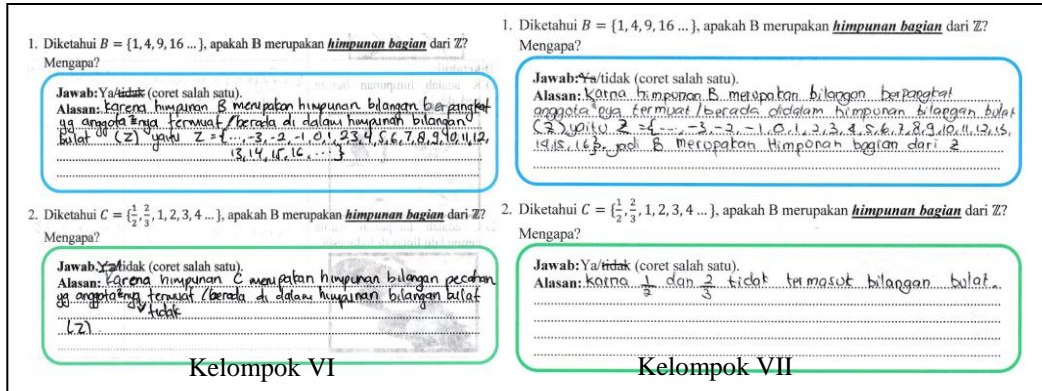 1. Diketahui B = {1, 4, 9, 16 ... }, apakah B merupakan himpunan bagian dari ℤ?
Mengapa?
Jawab: Ya/tidak (coret salah satu).
Alasan: Karena himpunan B merupakan himpunan bilangan berpangkat
yg anggota²nya termuat /berada di dalam himpunan bilangan
bulat (Z) yaitu Z = {..., -3, -2, -1, 0, 1, 2, 3, 4, 5, 6, 7, 8, 9, 10, 11, 12,
13, 14, 15, 16, ...}
2. Diketahui C = {1/2, 2/3, 1, 2, 3, 4 ... }, apakah B merupakan himpunan bagian dari ℤ?
Mengapa?
Jawab: Ya/tidak (coret salah satu).
Alasan: Karena himpunan C merupakan himpunan bilangan pecahan
yg anggota²nya termuat /berada di dalam himpunan bilangan bulat
tidak
(Z)
Kelompok VI
1. Diketahui B = {1, 4, 9, 16 ... }, apakah B merupakan himpunan bagian dari ℤ?
Mengapa?
Jawab: Ya/tidak (coret salah satu).
Alasan: Karna himpunan B merupakan bilangan berpangkat
anggota²nya termuat /berada didalam himpunan bilangan bulat
(Z) yaitu Z = {..., -3, -2, -1, 0, 1, 2, 3, 4, 5, 6, 7, 8, 9, 10, 11, 12, 13,
14, 15, 16}. jadi B merupakan Himpunan bagian dari Z
2. Diketahui C = {1/2, 2/3, 1, 2, 3, 4 ... }, apakah B merupakan himpunan bagian dari ℤ?
Mengapa?
Jawab: Ya/tidak (coret salah satu).
Alasan: karna 1/2 dan 2/3 tidak termasuk bilangan bulat.
Kelompok VII